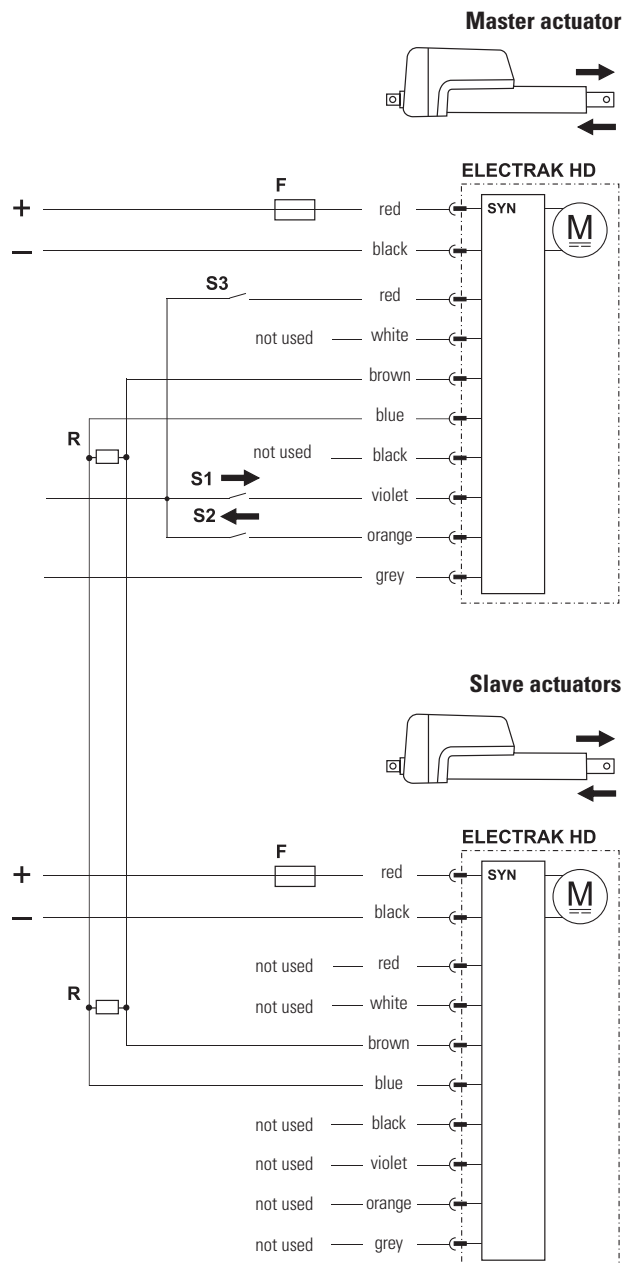 Master actuator
ELECTRAK HD
F
+ red SYN M
− black
S3
red
not used white
brown
blue
R
not used black
S1 violet
S2
orange
grey
Slave actuators
ELECTRAK HD
F
+ red SYN M
− black
not used red
R
not used white
brown
blue
not used black
not used violet
not used orange
not used grey